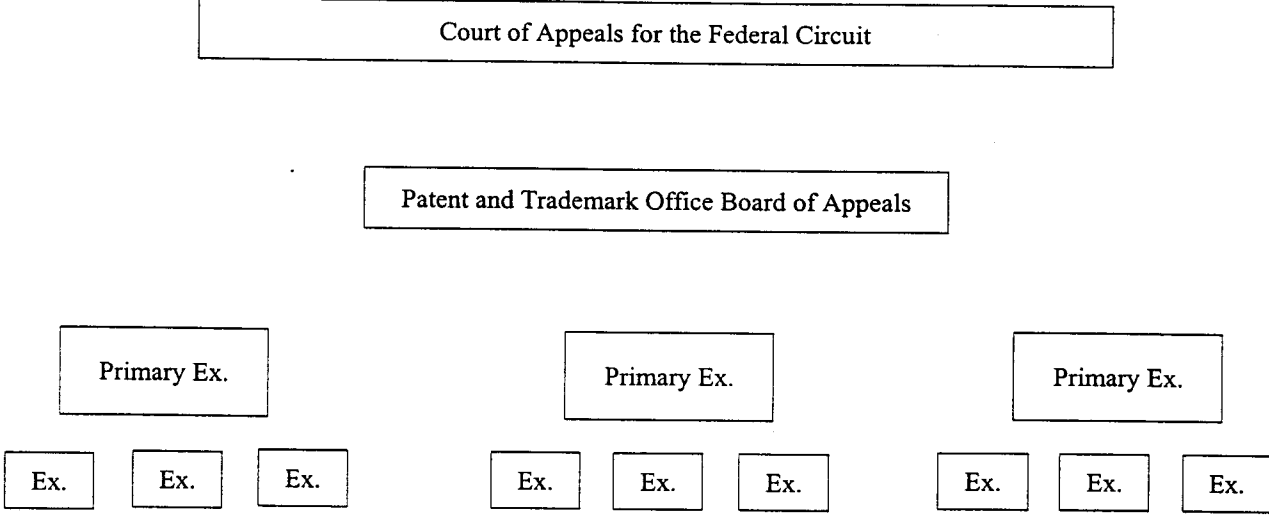 Court of Appeals for the Federal Circuit
Patent and Trademark Office Board of Appeals
Primary Ex.
Primary Ex.
Primary Ex.
Ex.
Ex.
Ex.
Ex.
Ex.
Ex.
Ex.
Ex.
Ex.